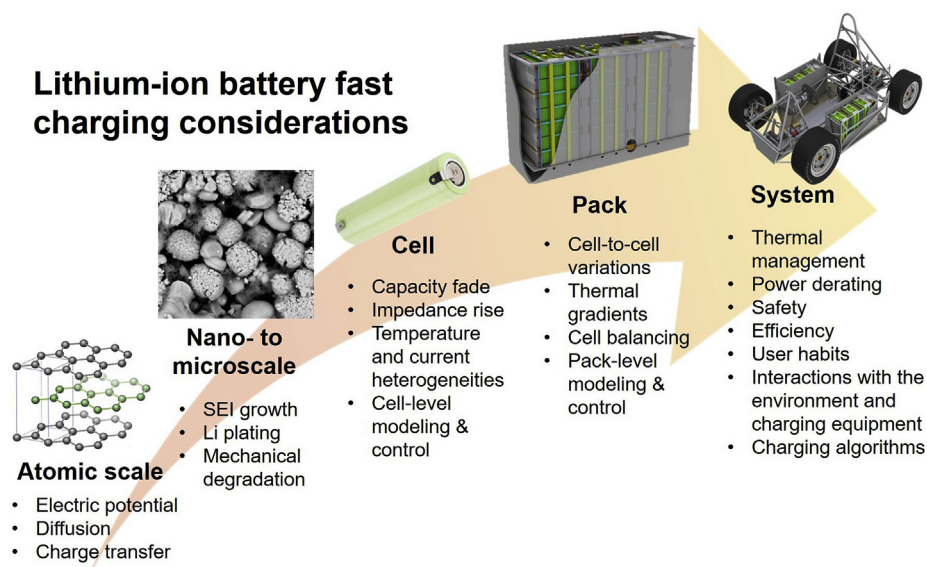 Lithium-ion battery fast
charging considerations
Atomic scale
• Electric potential
• Diffusion
• Charge transfer
Nano- to
microscale
• SEI growth
• Li plating
• Mechanical
degradation
Cell
• Capacity fade
• Impedance rise
• Temperature
and current
heterogeneities
• Cell-level
modeling &
control
Pack
• Cell-to-cell
variations
• Thermal
gradients
• Cell balancing
• Pack-level
modeling &
control
System
• Thermal
management
• Power derating
• Safety
• Efficiency
• User habits
• Interactions with the
environment and
charging equipment
• Charging algorithms